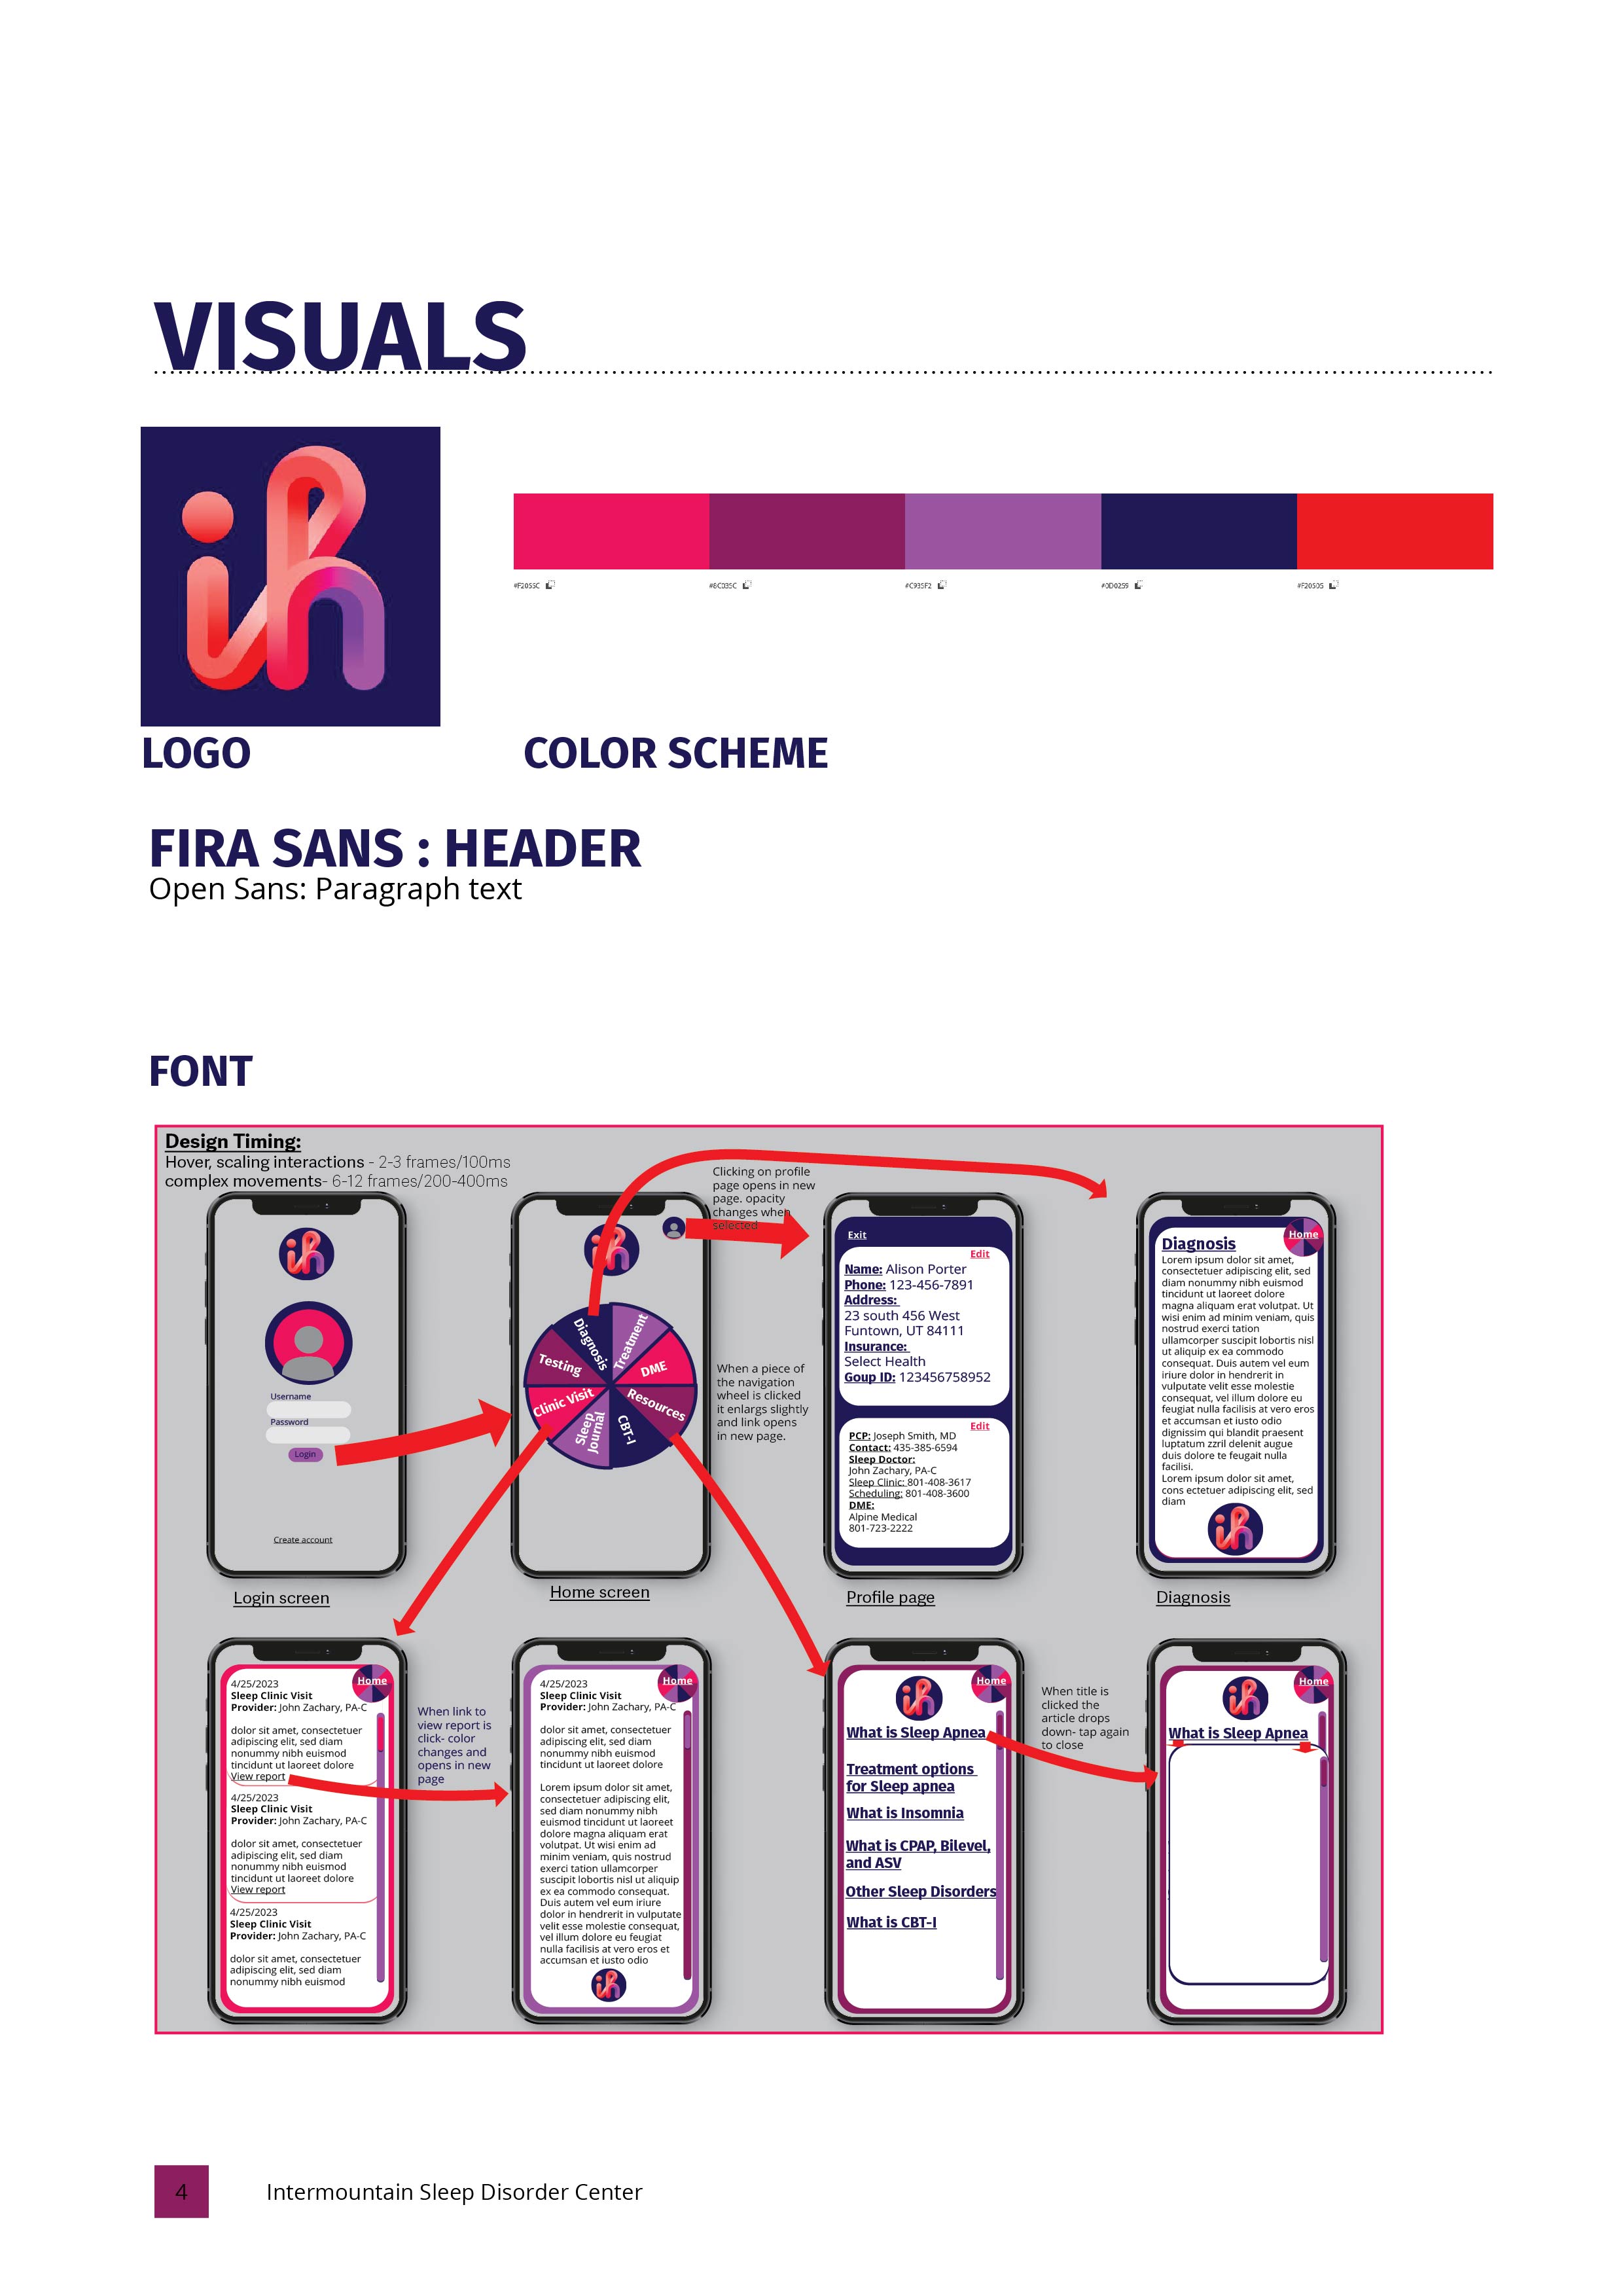 VISUALS
#F2055C
#8C035C
#C935F2
#0D0259
#F20505
LOGO
COLOR SCHEME
FIRA SANS : HEADER
Open Sans: Paragraph text
FONT
Design Timing:
Hover, scaling interactions - 2-3 frames/100ms
complex movements- 6-12 frames/200-400ms
Username
Password
Login
Create account
Login screen
Diagnosis
Treatment
DME
Resources
CBT-I
Sleep
Journal
Clinic Visit
Testing
Home screen
Clicking on profile
page opens in new
page. opacity
changes when
selected
When a piece of
the navigation
wheel is clicked
it enlargs slightly
and link opens
in new page.
Exit
Edit
Name: Alison Porter
Phone: 123-456-7891
Address:
23 south 456 West
Funtown, UT 84111
Insurance:
Select Health
Goup ID: 123456758952
Edit
PCP: Joseph Smith, MD
Contact: 435-385-6594
Sleep Doctor:
John Zachary, PA-C
Sleep Clinic: 801-408-3617
Scheduling: 801-408-3600
DME:
Alpine Medical
801-723-2222
Profile page
Home
Diagnosis
Lorem ipsum dolor sit amet,
consectetuer adipiscing elit, sed
diam nonummy nibh euismod
tincidunt ut laoreet dolore
magna aliquam erat volutpat. Ut
wisi enim ad minim veniam, quis
nostrud exerci tation
ullamcorper suscipit lobortis nisl
ut aliquip ex ea commodo
consequat. Duis autem vel eum
iriure dolor in hendrerit in
vulputate velit esse molestie
consequat, vel illum dolore eu
feugiat nulla facilisis at vero eros
et accumsan et iusto odio
dignissim qui blandit praesent
luptatum zzril delenit augue
duis dolore te feugait nulla
facilisi.
Lorem ipsum dolor sit amet,
cons ectetuer adipiscing elit, sed
diam
Diagnosis
Home
4/25/2023
Sleep Clinic Visit
Provider: John Zachary, PA-C
dolor sit amet, consectetuer
adipiscing elit, sed diam
nonummy nibh euismod
tincidunt ut laoreet dolore
View report
4/25/2023
Sleep Clinic Visit
Provider: John Zachary, PA-C
dolor sit amet, consectetuer
adipiscing elit, sed diam
nonummy nibh euismod
tincidunt ut laoreet dolore
View report
4/25/2023
Sleep Clinic Visit
Provider: John Zachary, PA-C
dolor sit amet, consectetuer
adipiscing elit, sed diam
nonummy nibh euismod
When link to
view report is
click- color
changes and
opens in new
page
Home
4/25/2023
Sleep Clinic Visit
Provider: John Zachary, PA-C
dolor sit amet, consectetuer
adipiscing elit, sed diam
nonummy nibh euismod
tincidunt ut laoreet dolore
Lorem ipsum dolor sit amet,
consectetuer adipiscing elit,
sed diam nonummy nibh
euismod tincidunt ut laoreet
dolore magna aliquam erat
volutpat. Ut wisi enim ad
minim veniam, quis nostrud
exerci tation ullamcorper
suscipit lobortis nisl ut aliquip
ex ea commodo consequat.
Duis autem vel eum iriure
dolor in hendrerit in vulputate
velit esse molestie consequat,
vel illum dolore eu feugiat
nulla facilisis at vero eros et
accumsan et iusto odio
Home
What is Sleep Apnea
Treatment options
for Sleep apnea
What is Insomnia
What is CPAP, Bilevel,
and ASV
Other Sleep Disorders
What is CBT-I
When title is
clicked the
article drops
down- tap again
to close
Home
What is Sleep Apnea
4
Intermountain Sleep Disorder Center